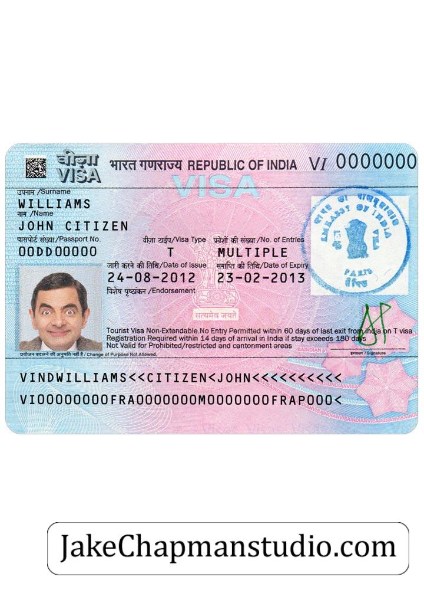 वीज़ा
VISA
भारत गणराज्य REPUBLIC OF INDIA VI 0000000
VISA
उपनाम /Surname
WILLIAMS
नाम /Name
JOHN CITIZEN
पासपोर्ट संख्या/Passport No. वीज़ा टाईप/Visa Type प्रवेशों की संख्या/No. of Entries
00DD00000 T MULTIPLE
जारी करने की तिथि/Date of Issue समाप्ति की तिथि/Date of Expiry
24-08-2012 23-02-2013
विशेष पृष्ठांकन / Endorsement
सत्यमेव जयते
EMBASSY OF INDIA
PARIS
Tourist Visa Non-Extendable No Entry Permitted within 60 days of last exit from India on T visa
Registration Required within 14 days of arrival in India if stay exceeds 180 days
Not Valid for Prohibited/restricted and cantonment areas
प्रयोजन बदलने की अनुमति नहीं है / Change of Purpose Not Allowed. हस्ताक्षर / Signature
VINDWILLIAMS<<CITIZEN<JOHN<<<<<<<<<<
VI00000000FRA0000000M0000000FRAP000<
JakeChapmanstudio.com